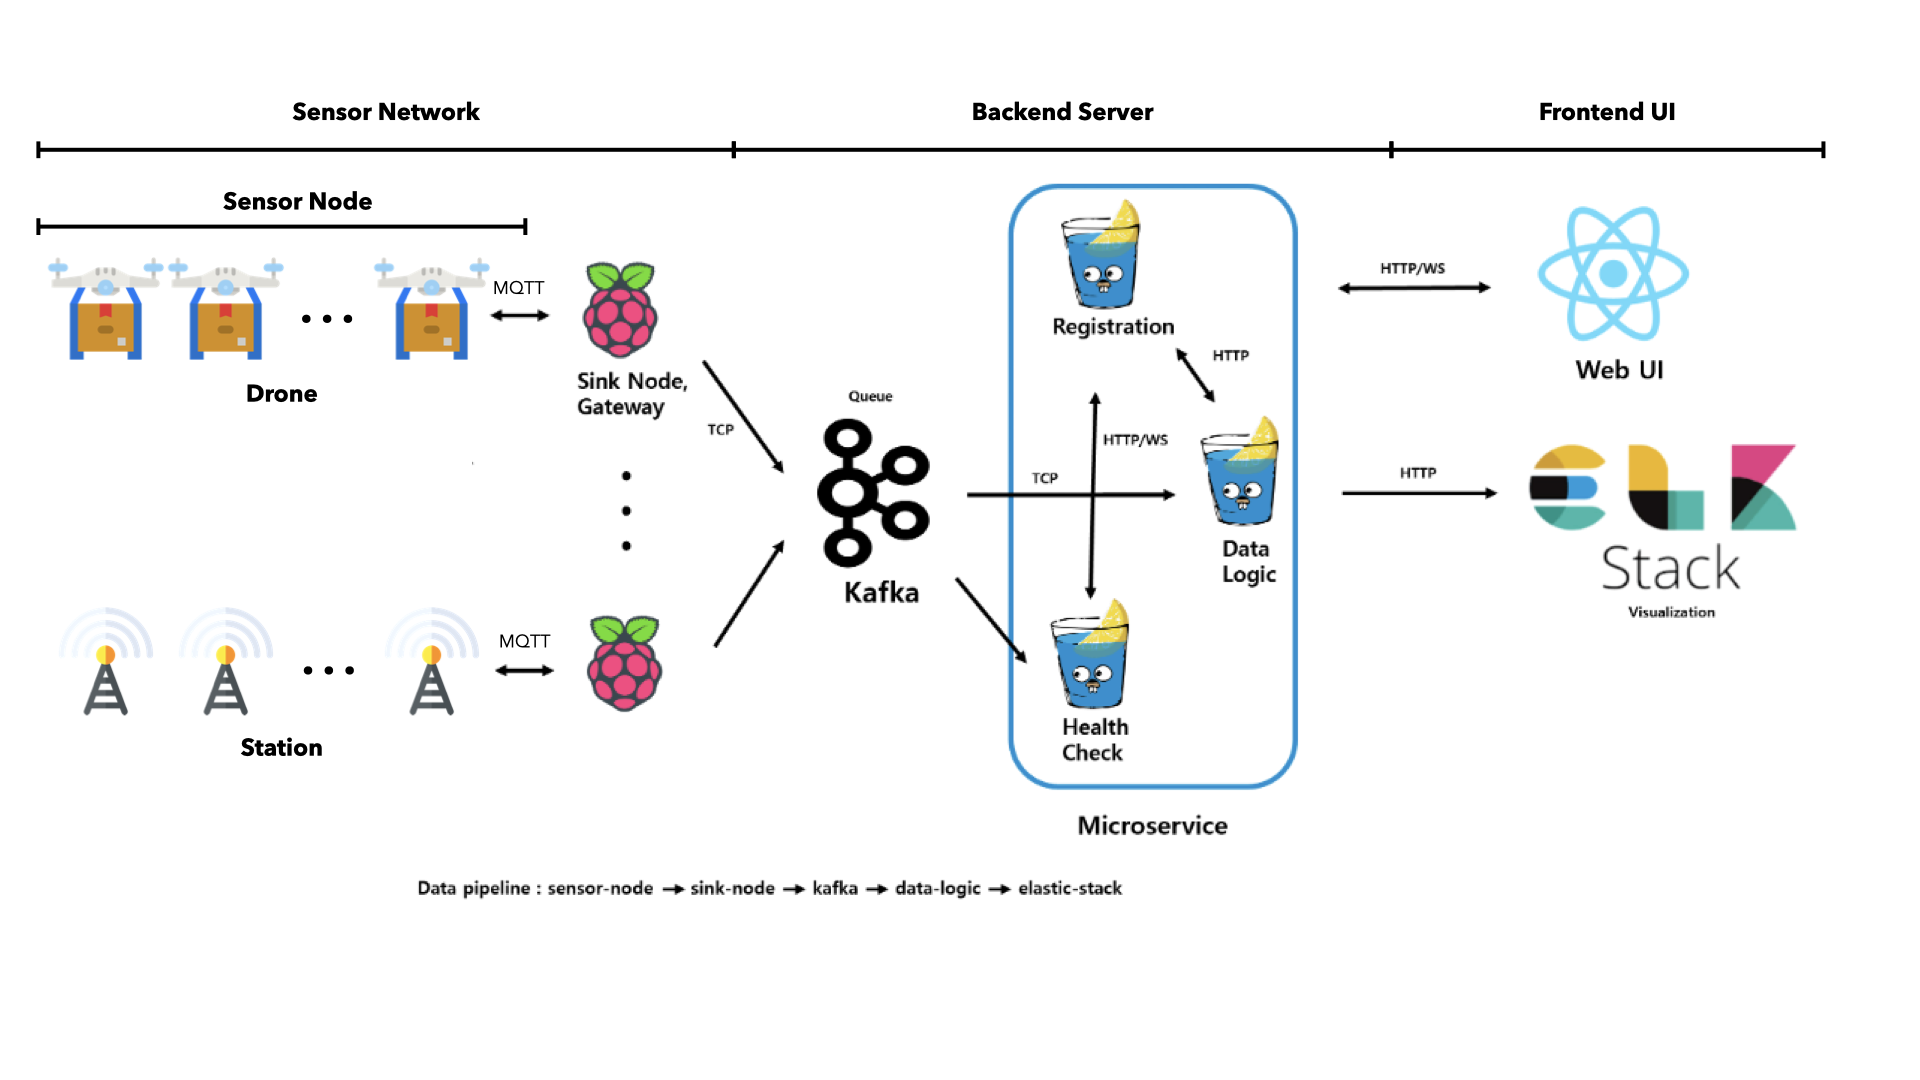 Sensor Network
Backend Server
Frontend UI
Sensor Node
MQTT
Drone
Sink Node,
Gateway
TCP
Queue
Kafka
MQTT
Station
Registration
HTTP
HTTP/WS
TCP
Data
Logic
Health
Check
Microservice
HTTP/WS
Web UI
HTTP
ELK
Stack
Visualization
Data pipeline : sensor-node → sink-node → kafka → data-logic → elastic-stack